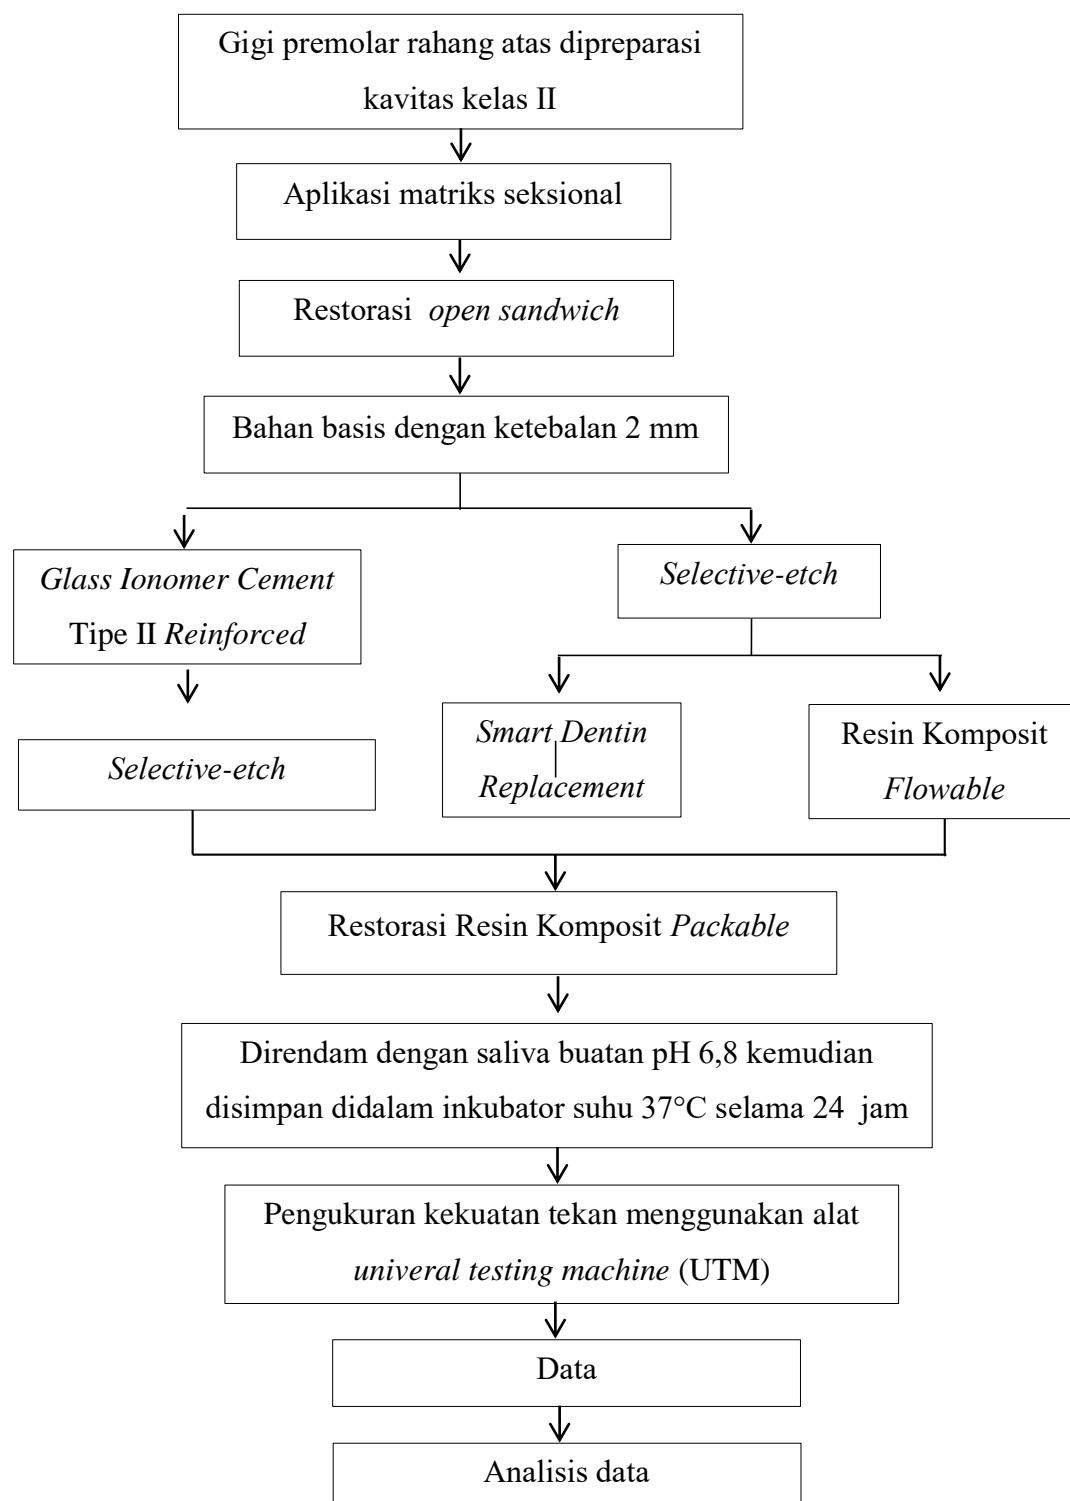 Gigi premolar rahang atas dipreparasi
kavitas kelas II
Aplikasi matriks seksional
Restorasi open sandwich
Bahan basis dengan ketebalan 2 mm
Glass Ionomer Cement
Tipe II Reinforced
Selective-etch
Selective-etch
Smart Dentin
Replacement
Resin Komposit
Flowable
Restorasi Resin Komposit Packable
Direndam dengan saliva buatan pH 6,8 kemudian
disimpan didalam inkubator suhu 37°C selama 24 jam
Pengukuran kekuatan tekan menggunakan alat
univeral testing machine (UTM)
Data
Analisis data